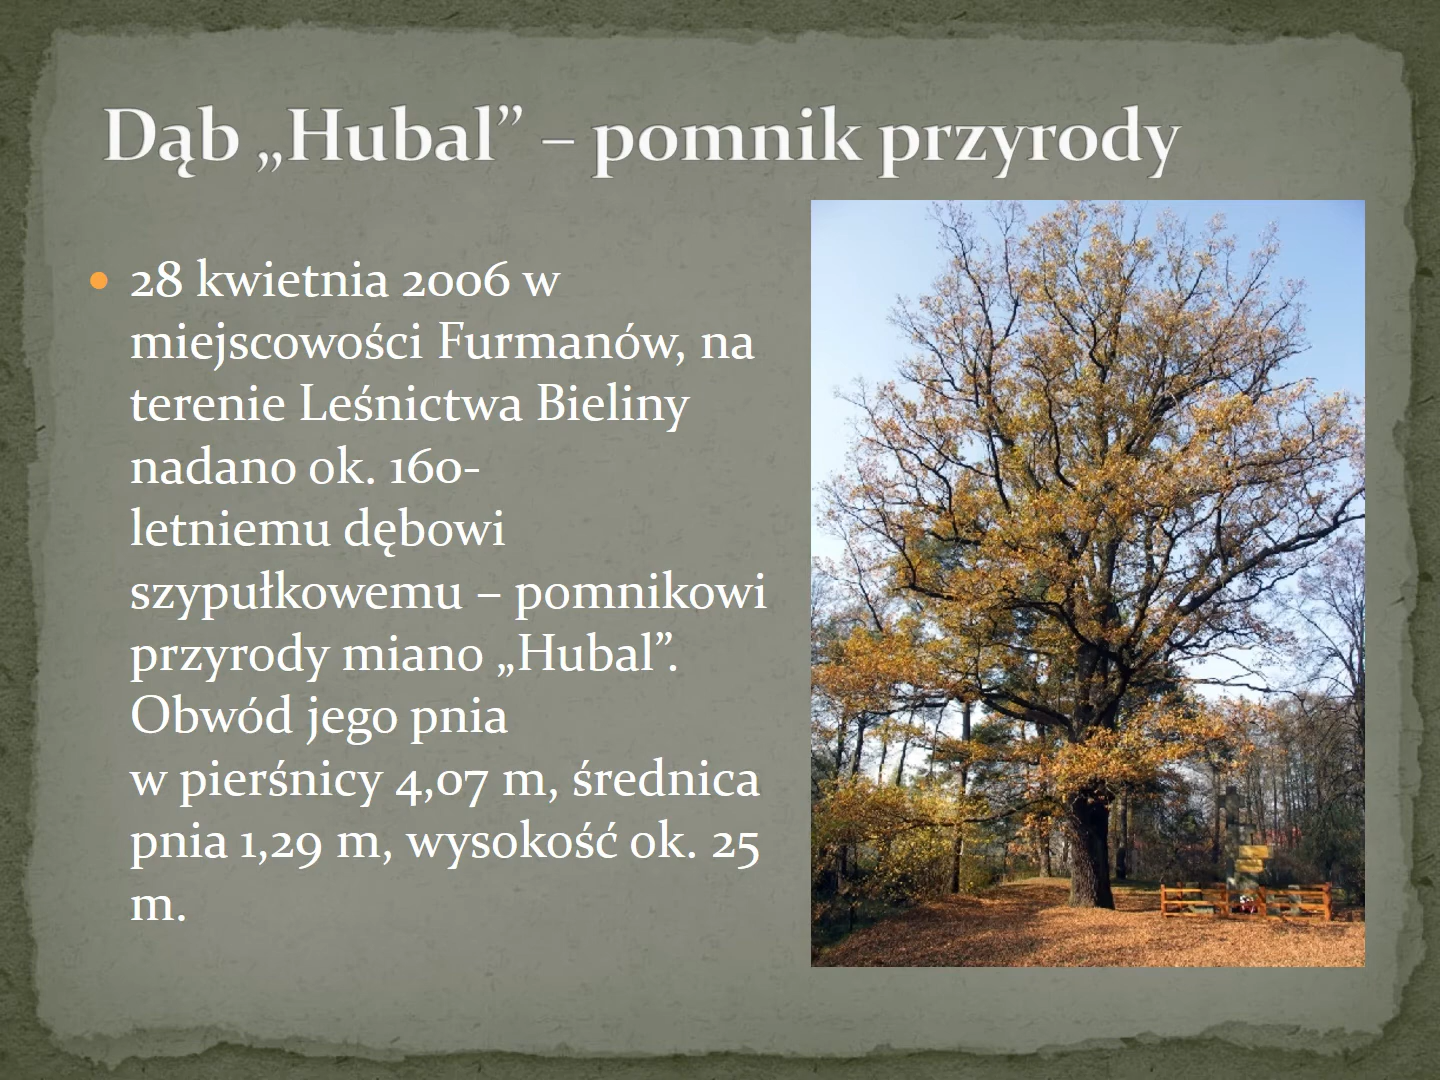 Dąb „Hubal” – pomnik przyrody
28 kwietnia 2006 w
miejscowości Furmanów, na
terenie Leśnictwa Bieliny
nadano ok. 160-
letniemu dębowi
szypułkowemu – pomnikowi
przyrody miano „Hubal”.
Obwód jego pnia
w pierśnicy 4,07 m, średnica
pnia 1,29 m, wysokość ok. 25
m.